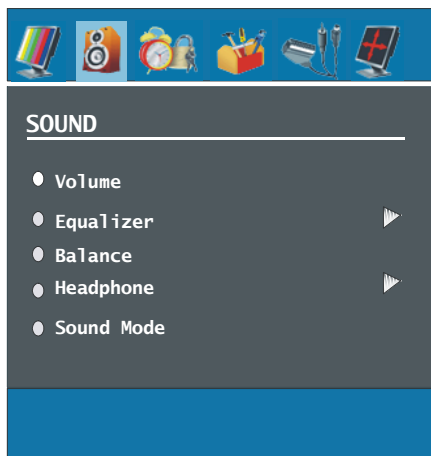 SOUND
Volume
Equalizer
Balance
Headphone
Sound Mode